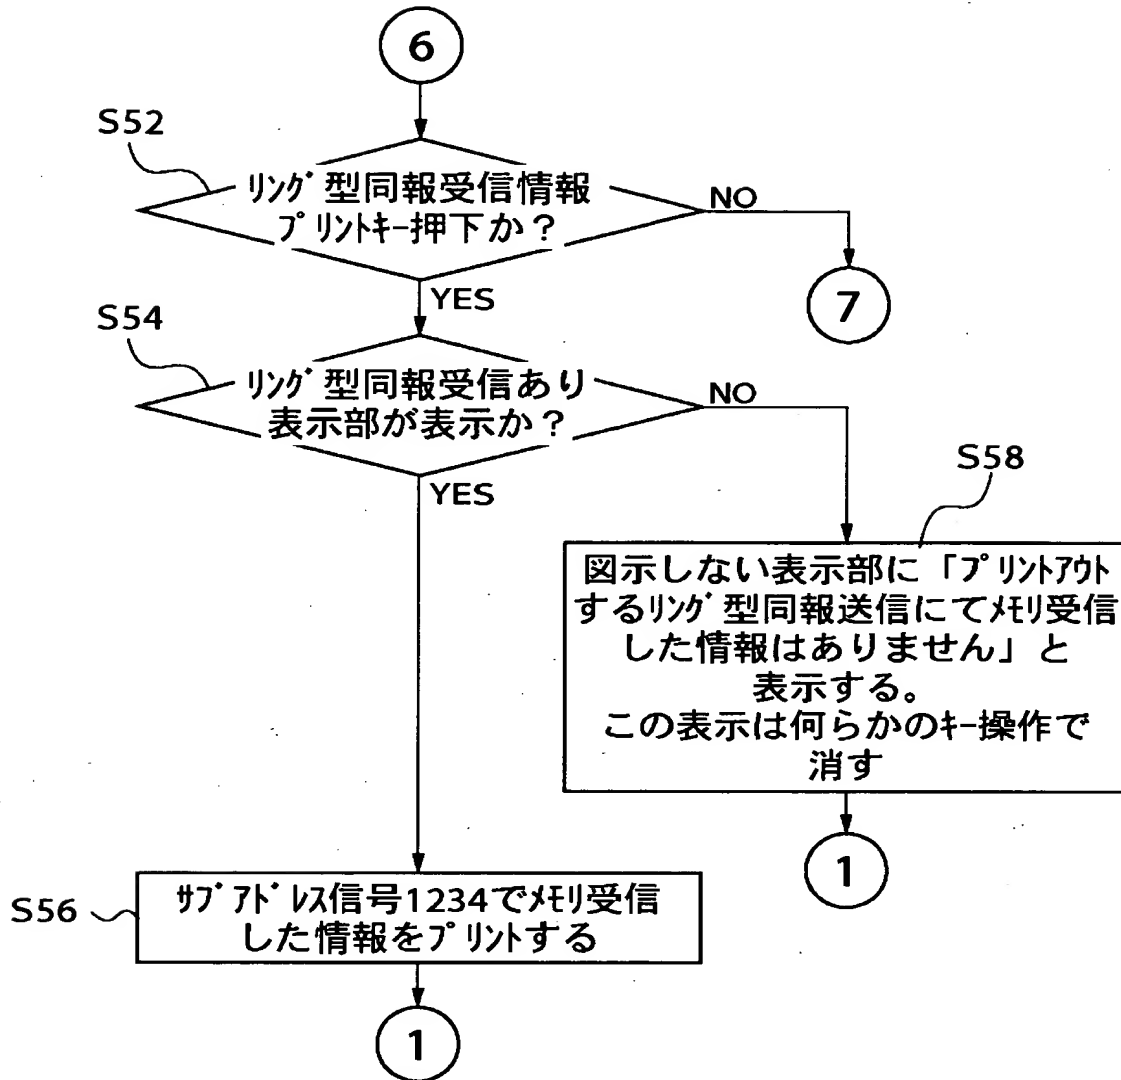 6
S52
リング型同報受信情報
プリントキー押下か？
NO
7
YES
S54
リング型同報受信あり
表示部が表示か？
NO
YES
S58
図示しない表示部に「プリントアウト
するリング型同報送信にてメモリ受信
した情報はありません」と
表示する。
この表示は何らかのキー操作で
消す
1
S56
サブアドレス信号1234でメモリ受信
した情報をプリントする
1